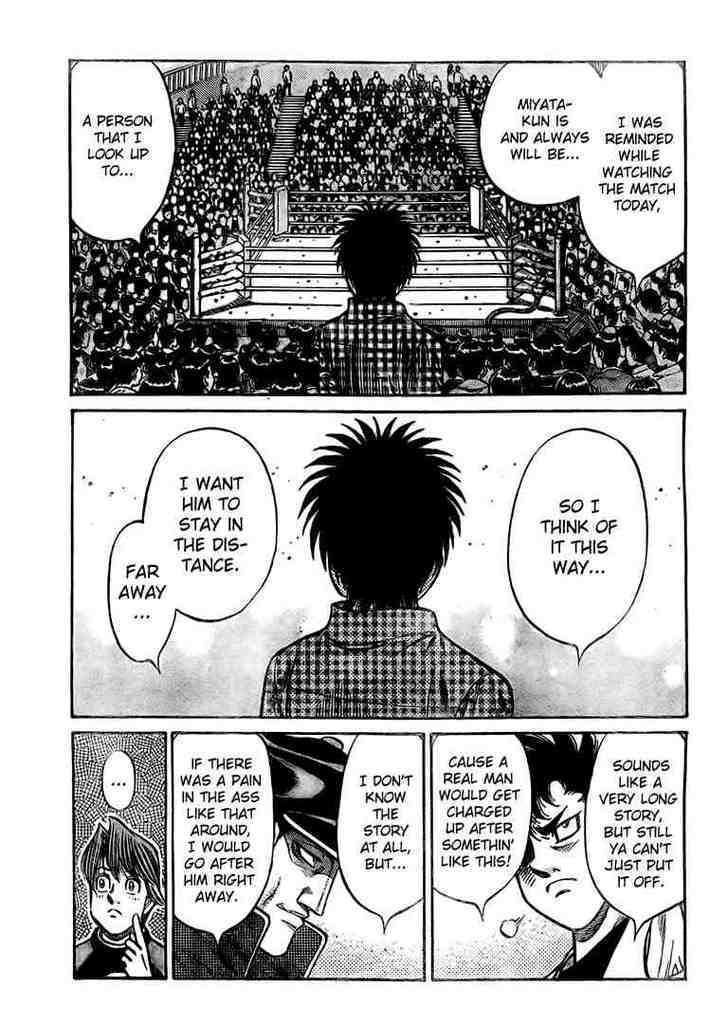 I WAS
REMINDED
WHILE
WATCHING
THE MATCH
TODAY,
MIYATA-
KUN IS
AND ALWAYS
WILL BE...
A PERSON
THAT I
LOOK UP
TO...
SO I
THINK OF
IT THIS
WAY...
I WANT
HIM TO
STAY IN
THE DIS-
TANCE.
FAR
AWAY
...
SOUNDS
LIKE A
VERY LONG
STORY,
BUT STILL
YA CAN'T
JUST PUT
IT OFF.
CAUSE A
REAL MAN
WOULD GET
CHARGED
UP AFTER
SOMETHIN'
LIKE THIS!
I DON'T
KNOW
THE
STORY
AT ALL,
BUT...
IF THERE
WAS A PAIN
IN THE ASS
LIKE THAT
AROUND,
I WOULD
GO AFTER
HIM RIGHT
AWAY.
...